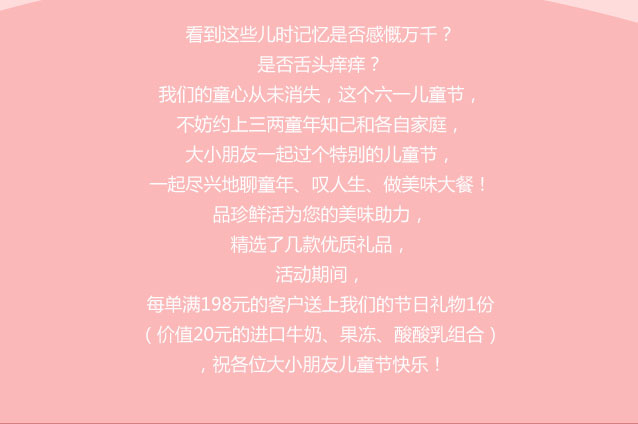 看到这些儿时记忆是否感慨万千？
是否舌头痒痒？
我们的童心从未消失，这个六一儿童节，
不妨约上三两童年知己和各自家庭，
大小朋友一起过个特别的儿童节，
一起尽兴地聊童年、叹人生、做美味大餐！
品珍鲜活为您的美味助力，
精选了几款优质礼品，
活动期间，
每单满198元的客户送上我们的节日礼物1份
（价值20元的进口牛奶、果冻、酸酸乳组合）
，祝各位大小朋友儿童节快乐！